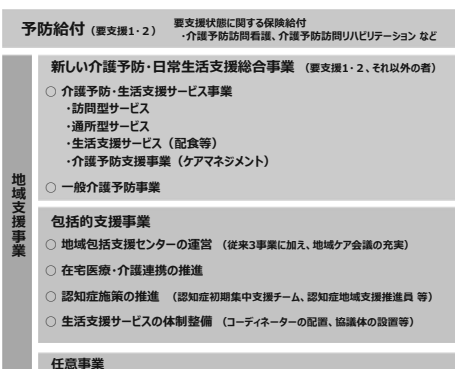 予防給付（要支援1・2） 要支援状態に関する保険給付
・介護予防訪問看護、介護予防訪問リハビリテーション など
地域支援事業
新しい介護予防・日常生活支援総合事業 （要支援1・2、それ以外の者）
○ 介護予防・生活支援サービス事業
・訪問型サービス
・通所型サービス
・生活支援サービス（配食等）
・介護予防支援事業（ケアマネジメント）
○ 一般介護予防事業
包括的支援事業
○ 地域包括支援センターの運営 （従来3事業に加え、地域ケア会議の充実）
○ 在宅医療・介護連携の推進
○ 認知症施策の推進 （認知症初期集中支援チーム、認知症地域支援推進員 等）
○ 生活支援サービスの体制整備 （コーディネーターの配置、協議体の設置等）
任意事業